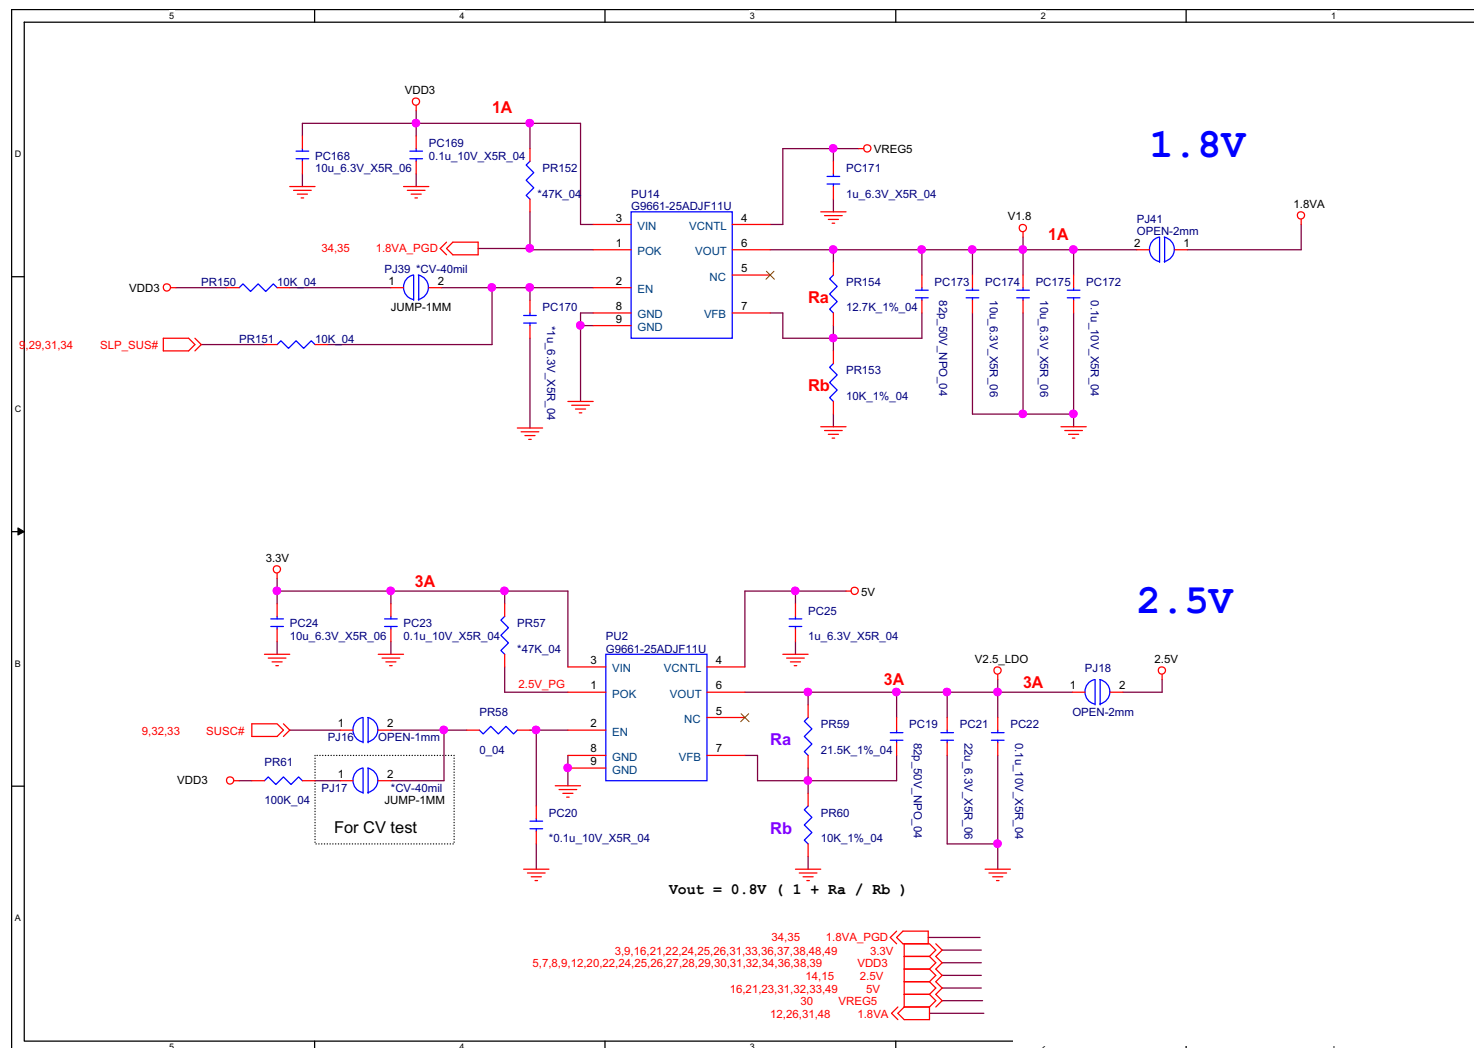 5 4 3 2 1
D
C
B
A
VDD3
1A
PC168
10u_6.3V_X5R_06
PC169
0.1u_10V_X5R_04
PR152
*47K_04
34,35 1.8VA_PGD
VDD3
PR150 10K_04
PJ39 *CV-40mil
1 2
JUMP-1MM
9,29,31,34 SLP_SUS#
PR151 10K_04
PC170
*1u_6.3V_X5R_04
PU14
G9661-25ADJF11U
3 VIN VCNTL 4
1 POK VOUT 6
NC 5
2 EN
8 GND VFB 7
9 GND
VREG5
PC171
1u_6.3V_X5R_04
1.8V
Ra
PR154
12.7K_1%_04
Rb
PR153
10K_1%_04
PC173
82p_50V_NPO_04
PC174
10u_6.3V_X5R_06
PC175
10u_6.3V_X5R_06
PC172
0.1u_10V_X5R_04
V1.8
1A
PJ41
OPEN-2mm
2 1
1.8VA
3.3V
3A
PC24
10u_6.3V_X5R_06
PC23
0.1u_10V_X5R_04
PR57
*47K_04
2.5V_PG
9,32,33 SUSC#
1 2
PJ16 OPEN-1mm
PR58
0_04
VDD3
PR61
100K_04
1 2
PJ17 *CV-40mil
JUMP-1MM
For CV test
PC20
*0.1u_10V_X5R_04
PU2
G9661-25ADJF11U
3 VIN VCNTL 4
1 POK VOUT 6
NC 5
2 EN
8 GND VFB 7
9 GND
5V
PC25
1u_6.3V_X5R_04
2.5V
Ra
PR59
21.5K_1%_04
Rb
PR60
10K_1%_04
3A
PC19
82p_50V_NPO_04
PC21
22u_6.3V_X5R_06
PC22
0.1u_10V_X5R_04
V2.5_LDO
3A
PJ18
1 2
OPEN-2mm
2.5V
Vout = 0.8V ( 1 + Ra / Rb )
34,35 1.8VA_PGD
3,9,16,21,22,24,25,26,31,33,36,37,38,48,49 3.3V
5,7,8,9,12,20,22,24,25,26,27,28,29,30,31,32,34,36,38,39 VDD3
14,15 2.5V
16,21,23,31,32,33,49 5V
30 VREG5
12,26,31,48 1.8VA
5 4 3